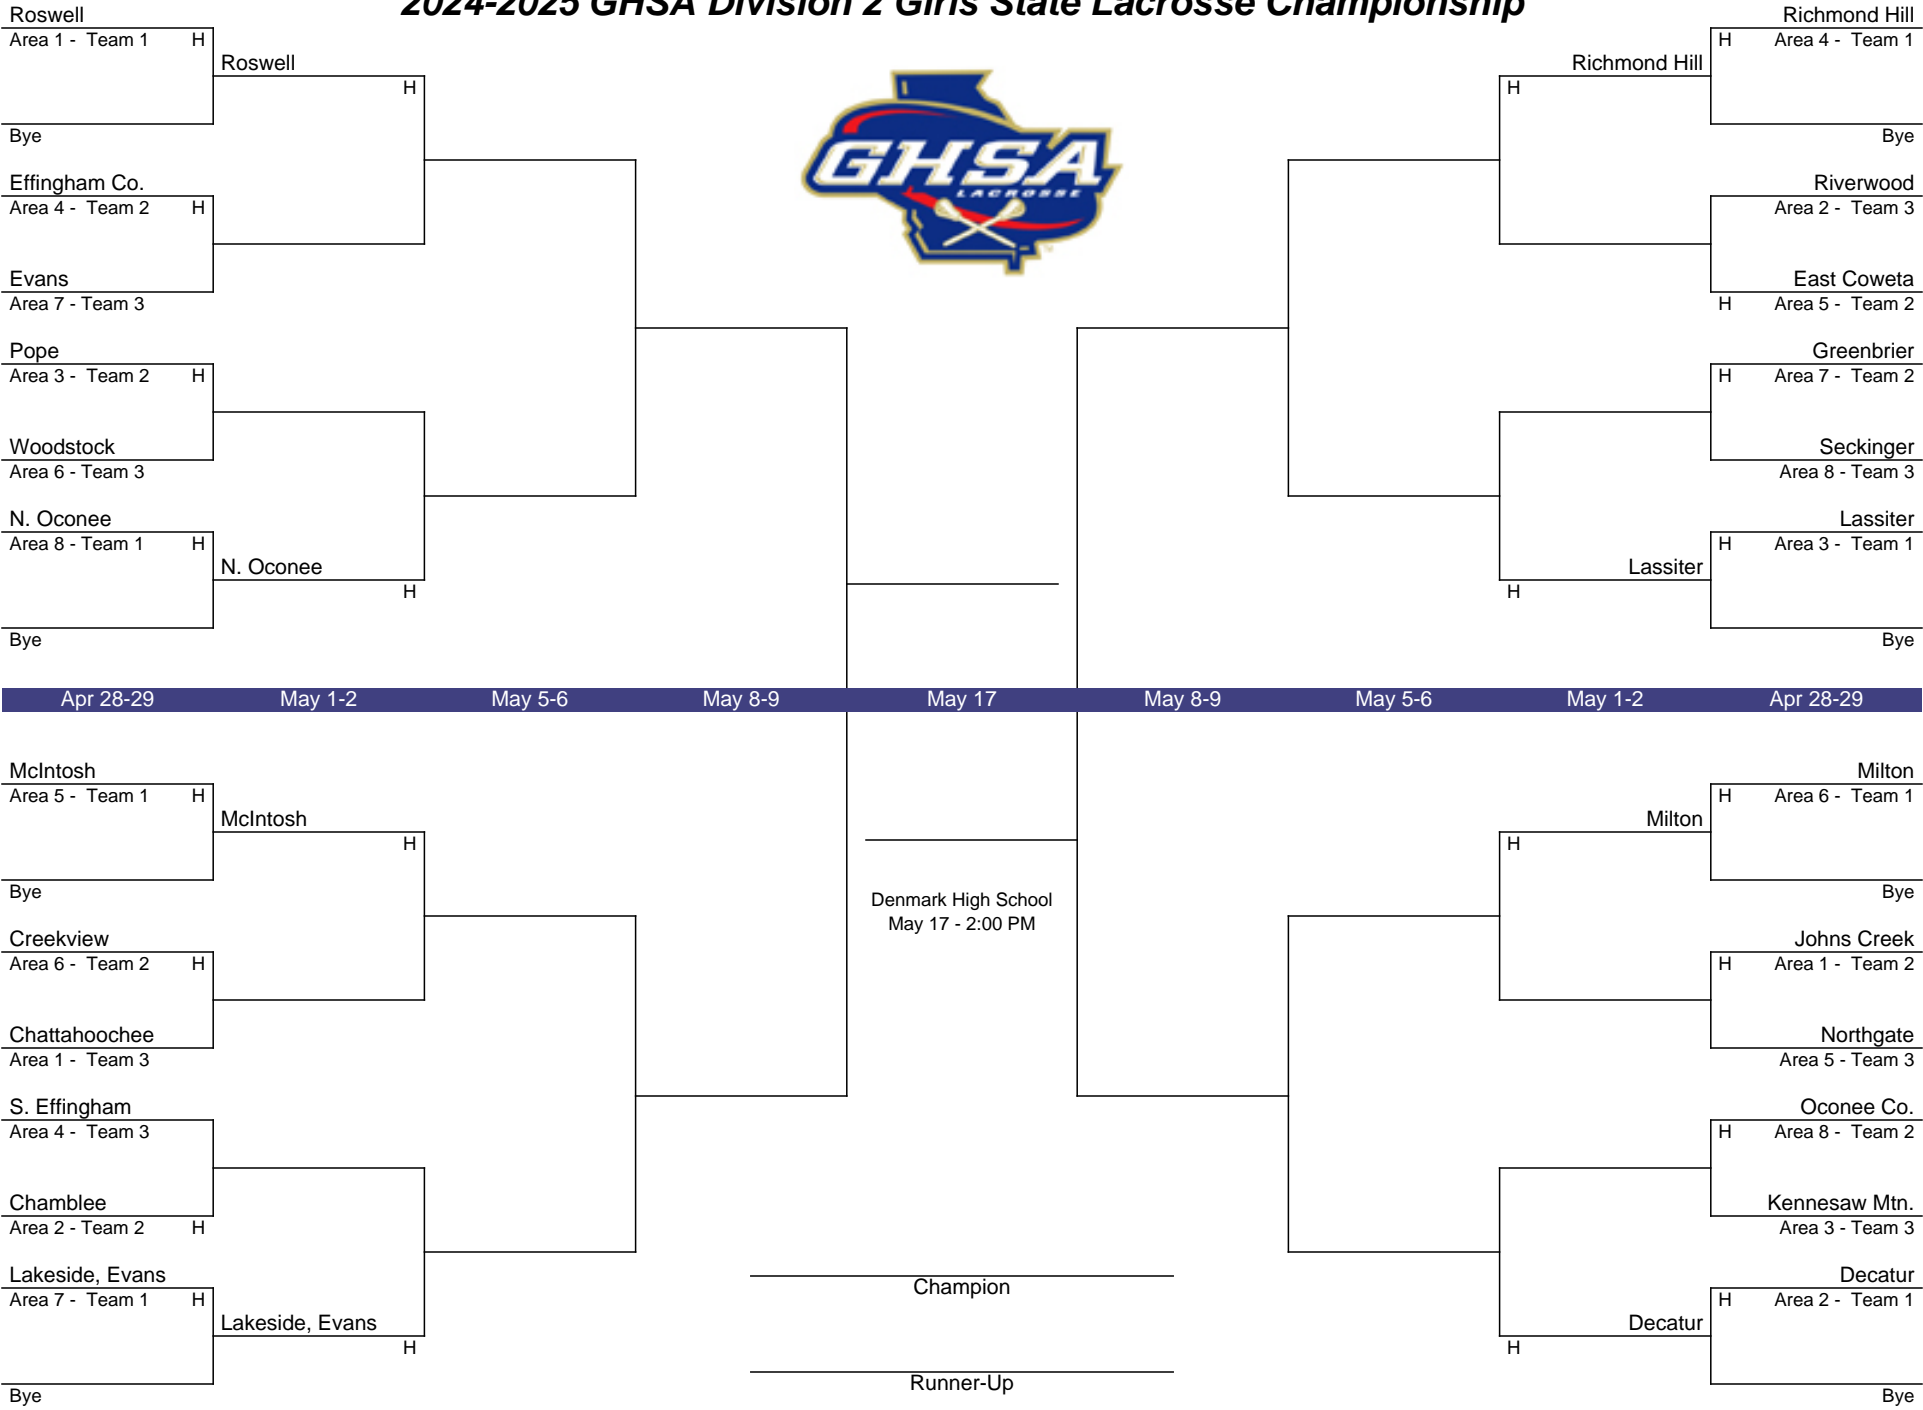 2024-2025 GHSA Division 2 Girls State Lacrosse Championship
Roswell
Area 1 - Team 1 H
Roswell
H
Bye
Effingham Co.
Area 4 - Team 2 H
Evans
Area 7 - Team 3
Pope
Area 3 - Team 2 H
Woodstock
Area 6 - Team 3
N. Oconee
Area 8 - Team 1 H
N. Oconee
H
Bye
GHSA
LACROSSE
Richmond Hill
H Area 4 - Team 1
Richmond Hill
H
Bye
Riverwood
Area 2 - Team 3
East Coweta
H Area 5 - Team 2
Greenbrier
H Area 7 - Team 2
Seckinger
Area 8 - Team 3
Lassiter
H Area 3 - Team 1
Lassiter
H
Bye
Apr 28-29 May 1-2 May 5-6 May 8-9 May 17 May 8-9 May 5-6 May 1-2 Apr 28-29
McIntosh
Area 5 - Team 1 H
McIntosh
H
Bye
Creekview
Area 6 - Team 2 H
Chattahoochee
Area 1 - Team 3
S. Effingham
Area 4 - Team 3
Chamblee
Area 2 - Team 2 H
Lakeside, Evans
Area 7 - Team 1 H
Lakeside, Evans
H
Bye
Denmark High School
May 17 - 2:00 PM
Champion
Runner-Up
Milton
H Area 6 - Team 1
Milton
H
Bye
Johns Creek
H Area 1 - Team 2
Northgate
Area 5 - Team 3
Oconee Co.
H Area 8 - Team 2
Kennesaw Mtn.
Area 3 - Team 3
Decatur
H Area 2 - Team 1
Decatur
H
Bye